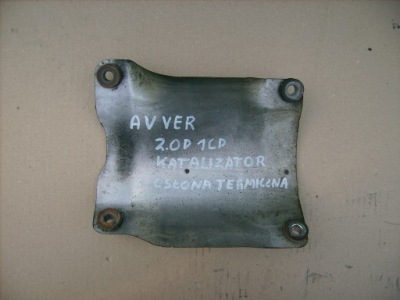 AVVER
2.0D 1CD
KATALIZATOR
OSŁONA TERMICZNA